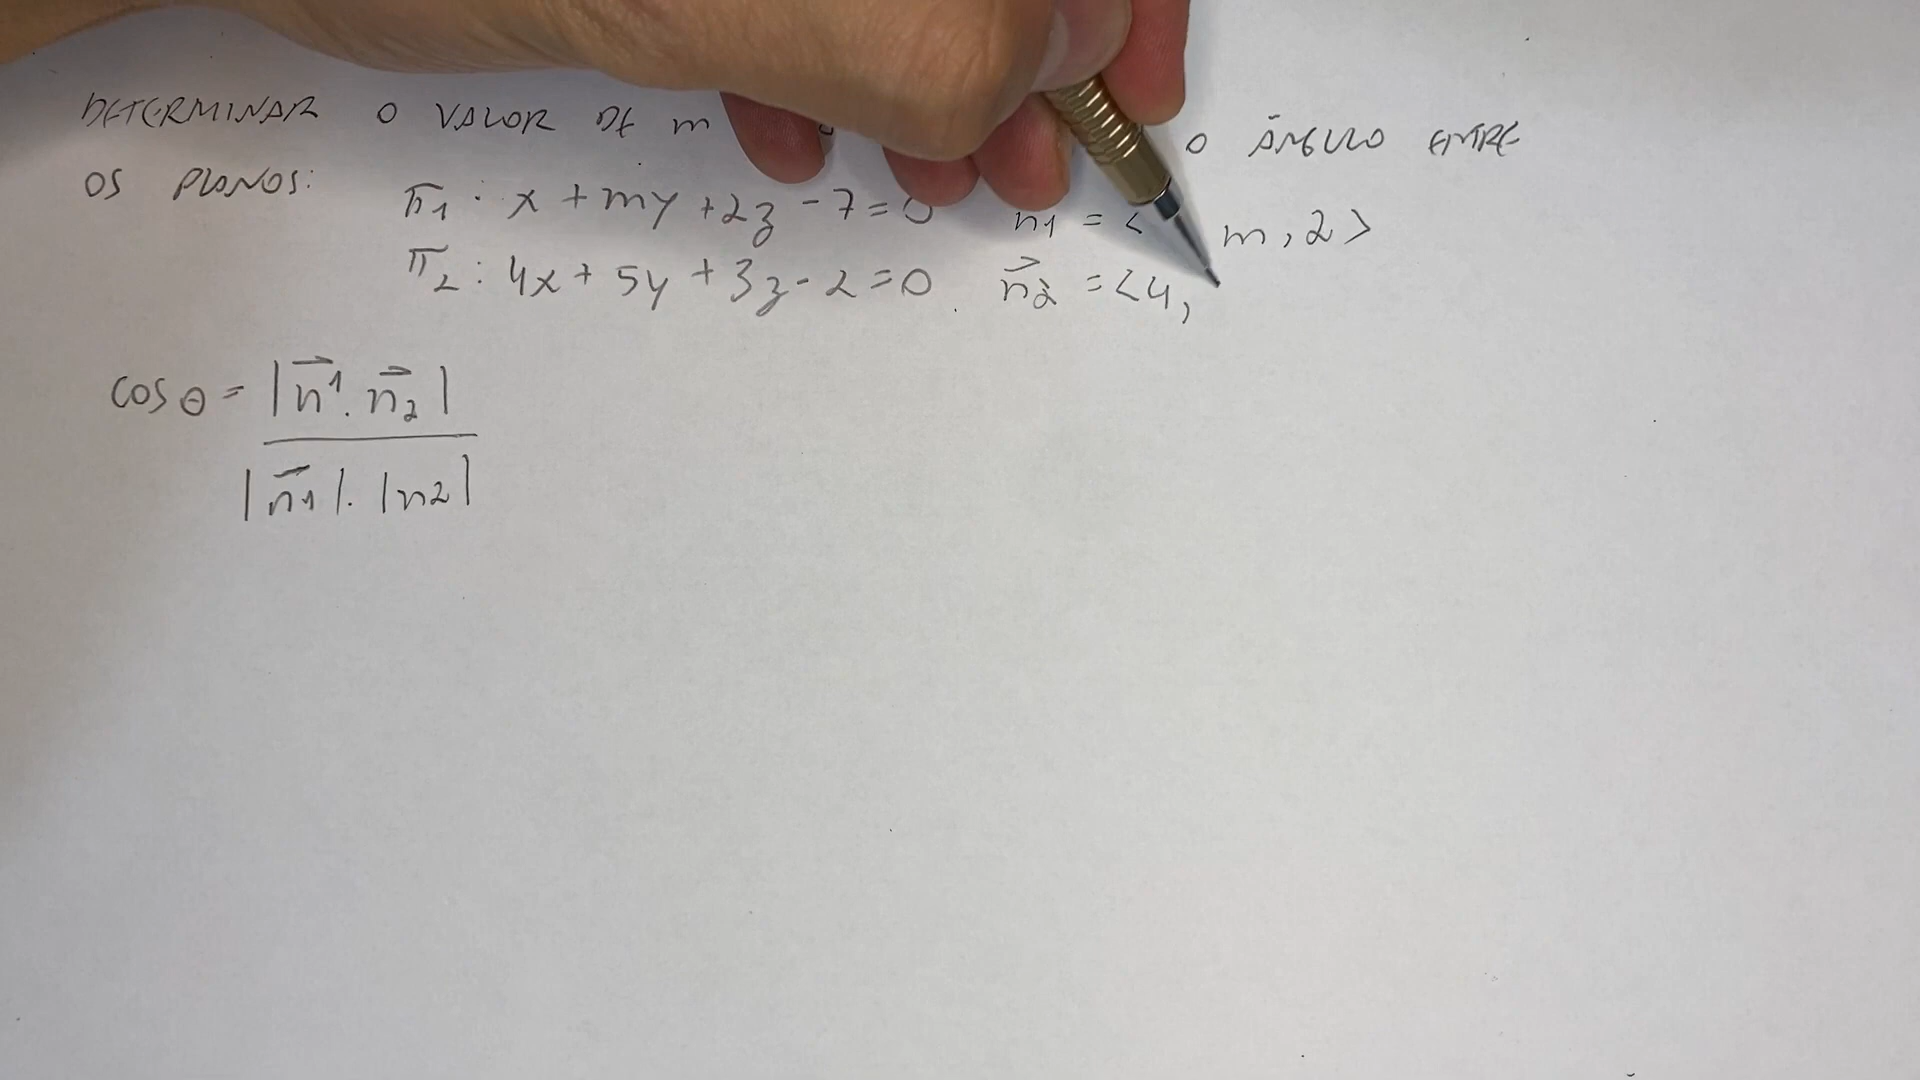 DETERMINAR O VALOR DE m O ÂNGULO ENTRE
OS PLANOS:
π1: x + my + 2z - 7 = 0 n1 = < m, 2>
π2: 4x + 5y + 3z - 2 = 0 n2 = <4,
cos θ = |n1 . n2|
|n1| . |n2|